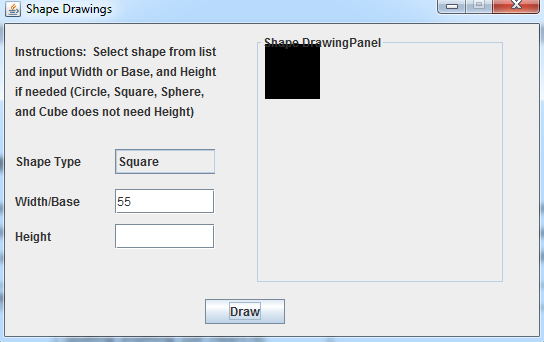 Shape Drawings
Instructions: Select shape from list
and input Width or Base, and Height
if needed (Circle, Square, Sphere,
and Cube does not need Height)
Shape Type
Square
Width/Base
55
Height
Shape DrawingPanel
Draw